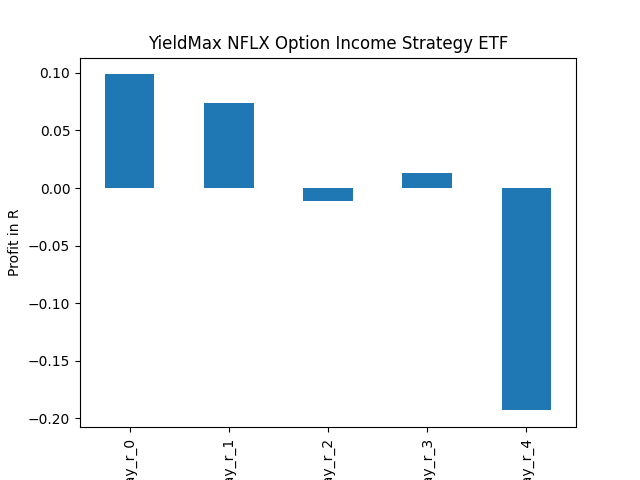 YieldMax NFLX Option Income Strategy ETF
Profit in R
0.10
0.05
0.00
−0.05
−0.10
−0.15
−0.20
ay_r_0
ay_r_1
ay_r_2
ay_r_3
ay_r_4